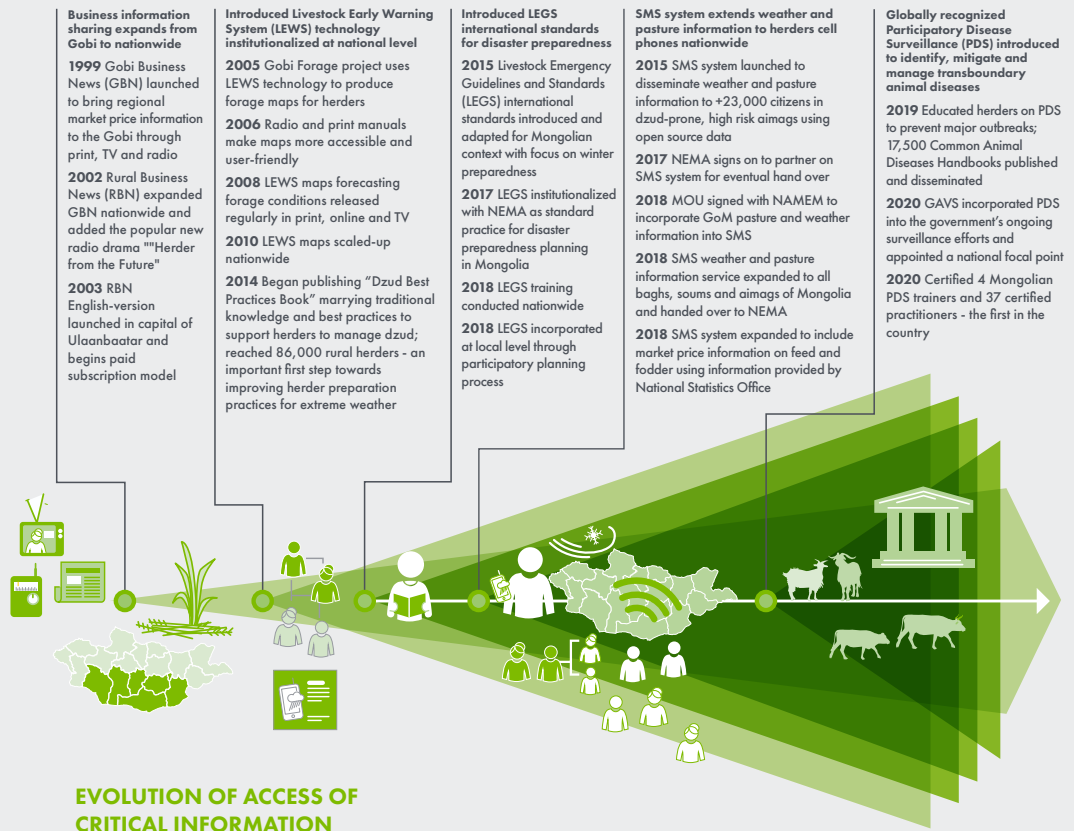 Business information
sharing expands from
Gobi to nationwide
1999 Gobi Business
News (GBN) launched
to bring regional
market price information
to the Gobi through
print, TV and radio
2002 Rural Business
News (RBN) expanded
GBN nationwide and
added the popular new
radio drama ""Herder
from the Future"
2003 RBN
English-version
launched in capital of
Ulaanbaatar and
begins paid
subscription model
Introduced Livestock Early Warning
System (LEWS) technology
institutionalized at national level
2005 Gobi Forage project uses
LEWS technology to produce
forage maps for herders
2006 Radio and print manuals
make maps more accessible and
user-friendly
2008 LEWS maps forecasting
forage conditions released
regularly in print, online and TV
2010 LEWS maps scaled-up
nationwide
2014 Began publishing “Dzud Best
Practices Book” marrying traditional
knowledge and best practices to
support herders to manage dzud;
reached 86,000 rural herders - an
important first step towards
improving herder preparation
practices for extreme weather
Introduced LEGS
international standards
for disaster preparedness
2015 Livestock Emergency
Guidelines and Standards
(LEGS) international
standards introduced and
adapted for Mongolian
context with focus on winter
preparedness
2017 LEGS institutionalized
with NEMA as standard
practice for disaster
preparedness planning
in Mongolia
2018 LEGS training
conducted nationwide
2018 LEGS incorporated
at local level through
participatory planning
process
SMS system extends weather and
pasture information to herders cell
phones nationwide
2015 SMS system launched to
disseminate weather and pasture
information to +23,000 citizens in
dzud-prone, high risk aimags using
open source data
2017 NEMA signs on to partner on
SMS system for eventual hand over
2018 MOU signed with NAMEM to
incorporate GoM pasture and weather
information into SMS
2018 SMS weather and pasture
information service expanded to all
baghs, soums and aimags of Mongolia
and handed over to NEMA
2018 SMS system expanded to include
market price information on feed and
fodder using information provided by
National Statistics Office
Globally recognized
Participatory Disease
Surveillance (PDS) introduced
to identify, mitigate and
manage transboundary
animal diseases
2019 Educated herders on PDS
to prevent major outbreaks;
17,500 Common Animal
Diseases Handbooks published
and disseminated
2020 GAVS incorporated PDS
into the government’s ongoing
surveillance efforts and
appointed a national focal point
2020 Certified 4 Mongolian
PDS trainers and 37 certified
practitioners - the first in the
country
EVOLUTION OF ACCESS OF
CRITICAL INFORMATION